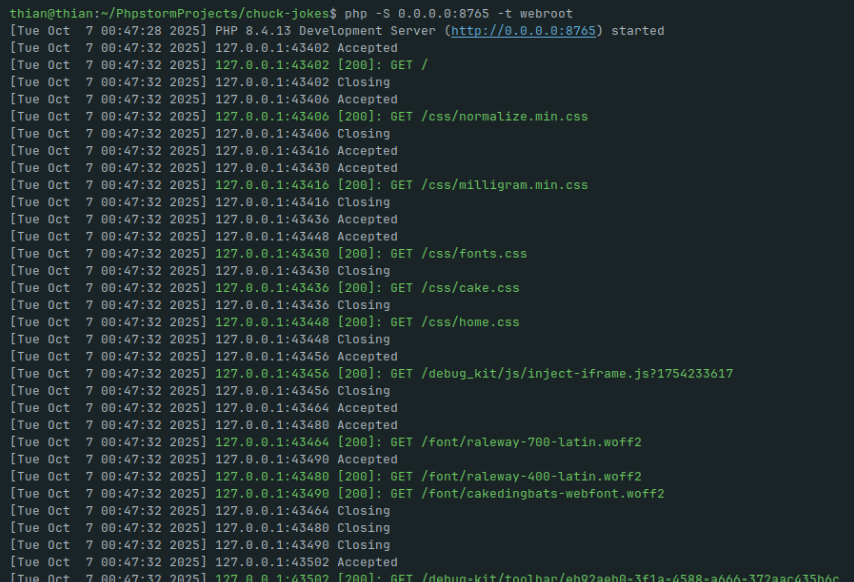 thian@thian:~/PhpstormProjects/chuck-jokes$ php -S 0.0.0.0:8765 -t webroot
[Tue Oct  7 00:47:28 2025] PHP 8.4.13 Development Server (http://0.0.0.0:8765) started
[Tue Oct  7 00:47:32 2025] 127.0.0.1:43402 Accepted
[Tue Oct  7 00:47:32 2025] 127.0.0.1:43402 [200]: GET /
[Tue Oct  7 00:47:32 2025] 127.0.0.1:43402 Closing
[Tue Oct  7 00:47:32 2025] 127.0.0.1:43406 Accepted
[Tue Oct  7 00:47:32 2025] 127.0.0.1:43406 [200]: GET /css/normalize.min.css
[Tue Oct  7 00:47:32 2025] 127.0.0.1:43406 Closing
[Tue Oct  7 00:47:32 2025] 127.0.0.1:43416 Accepted
[Tue Oct  7 00:47:32 2025] 127.0.0.1:43430 Accepted
[Tue Oct  7 00:47:32 2025] 127.0.0.1:43416 [200]: GET /css/milligram.min.css
[Tue Oct  7 00:47:32 2025] 127.0.0.1:43416 Closing
[Tue Oct  7 00:47:32 2025] 127.0.0.1:43436 Accepted
[Tue Oct  7 00:47:32 2025] 127.0.0.1:43448 Accepted
[Tue Oct  7 00:47:32 2025] 127.0.0.1:43430 [200]: GET /css/fonts.css
[Tue Oct  7 00:47:32 2025] 127.0.0.1:43430 Closing
[Tue Oct  7 00:47:32 2025] 127.0.0.1:43436 [200]: GET /css/cake.css
[Tue Oct  7 00:47:32 2025] 127.0.0.1:43436 Closing
[Tue Oct  7 00:47:32 2025] 127.0.0.1:43448 [200]: GET /css/home.css
[Tue Oct  7 00:47:32 2025] 127.0.0.1:43448 Closing
[Tue Oct  7 00:47:32 2025] 127.0.0.1:43456 Accepted
[Tue Oct  7 00:47:32 2025] 127.0.0.1:43456 [200]: GET /debug_kit/js/inject-iframe.js?1754233617
[Tue Oct  7 00:47:32 2025] 127.0.0.1:43456 Closing
[Tue Oct  7 00:47:32 2025] 127.0.0.1:43464 Accepted
[Tue Oct  7 00:47:32 2025] 127.0.0.1:43480 Accepted
[Tue Oct  7 00:47:32 2025] 127.0.0.1:43464 [200]: GET /font/raleway-700-latin.woff2
[Tue Oct  7 00:47:32 2025] 127.0.0.1:43490 Accepted
[Tue Oct  7 00:47:32 2025] 127.0.0.1:43480 [200]: GET /font/raleway-400-latin.woff2
[Tue Oct  7 00:47:32 2025] 127.0.0.1:43490 [200]: GET /font/cakedingbats-webfont.woff2
[Tue Oct  7 00:47:32 2025] 127.0.0.1:43464 Closing
[Tue Oct  7 00:47:32 2025] 127.0.0.1:43480 Closing
[Tue Oct  7 00:47:32 2025] 127.0.0.1:43490 Closing
[Tue Oct  7 00:47:32 2025] 127.0.0.1:43502 Accepted
[Tue Oct  7 00:47:32 2025] 127.0.0.1:43502 [200]: GET